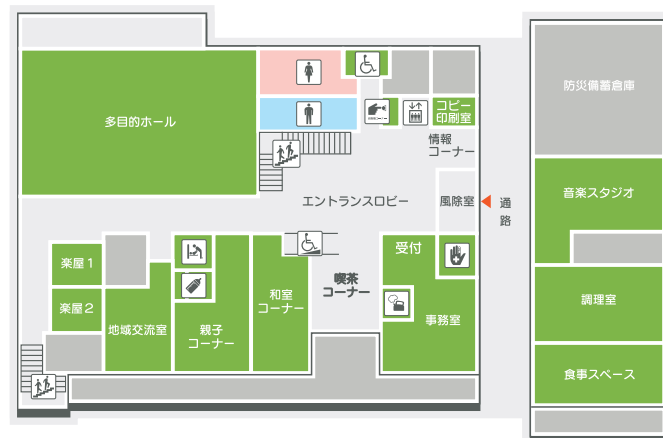 多目的ホール
コピー
印刷室
情報
コーナー
エントランスロビー
風除室
通
路
楽屋1
楽屋2
地域交流室
親子
コーナー
和室
コーナー
喫茶
コーナー
受付
事務室
防災備蓄倉庫
音楽スタジオ
調理室
食事スペース